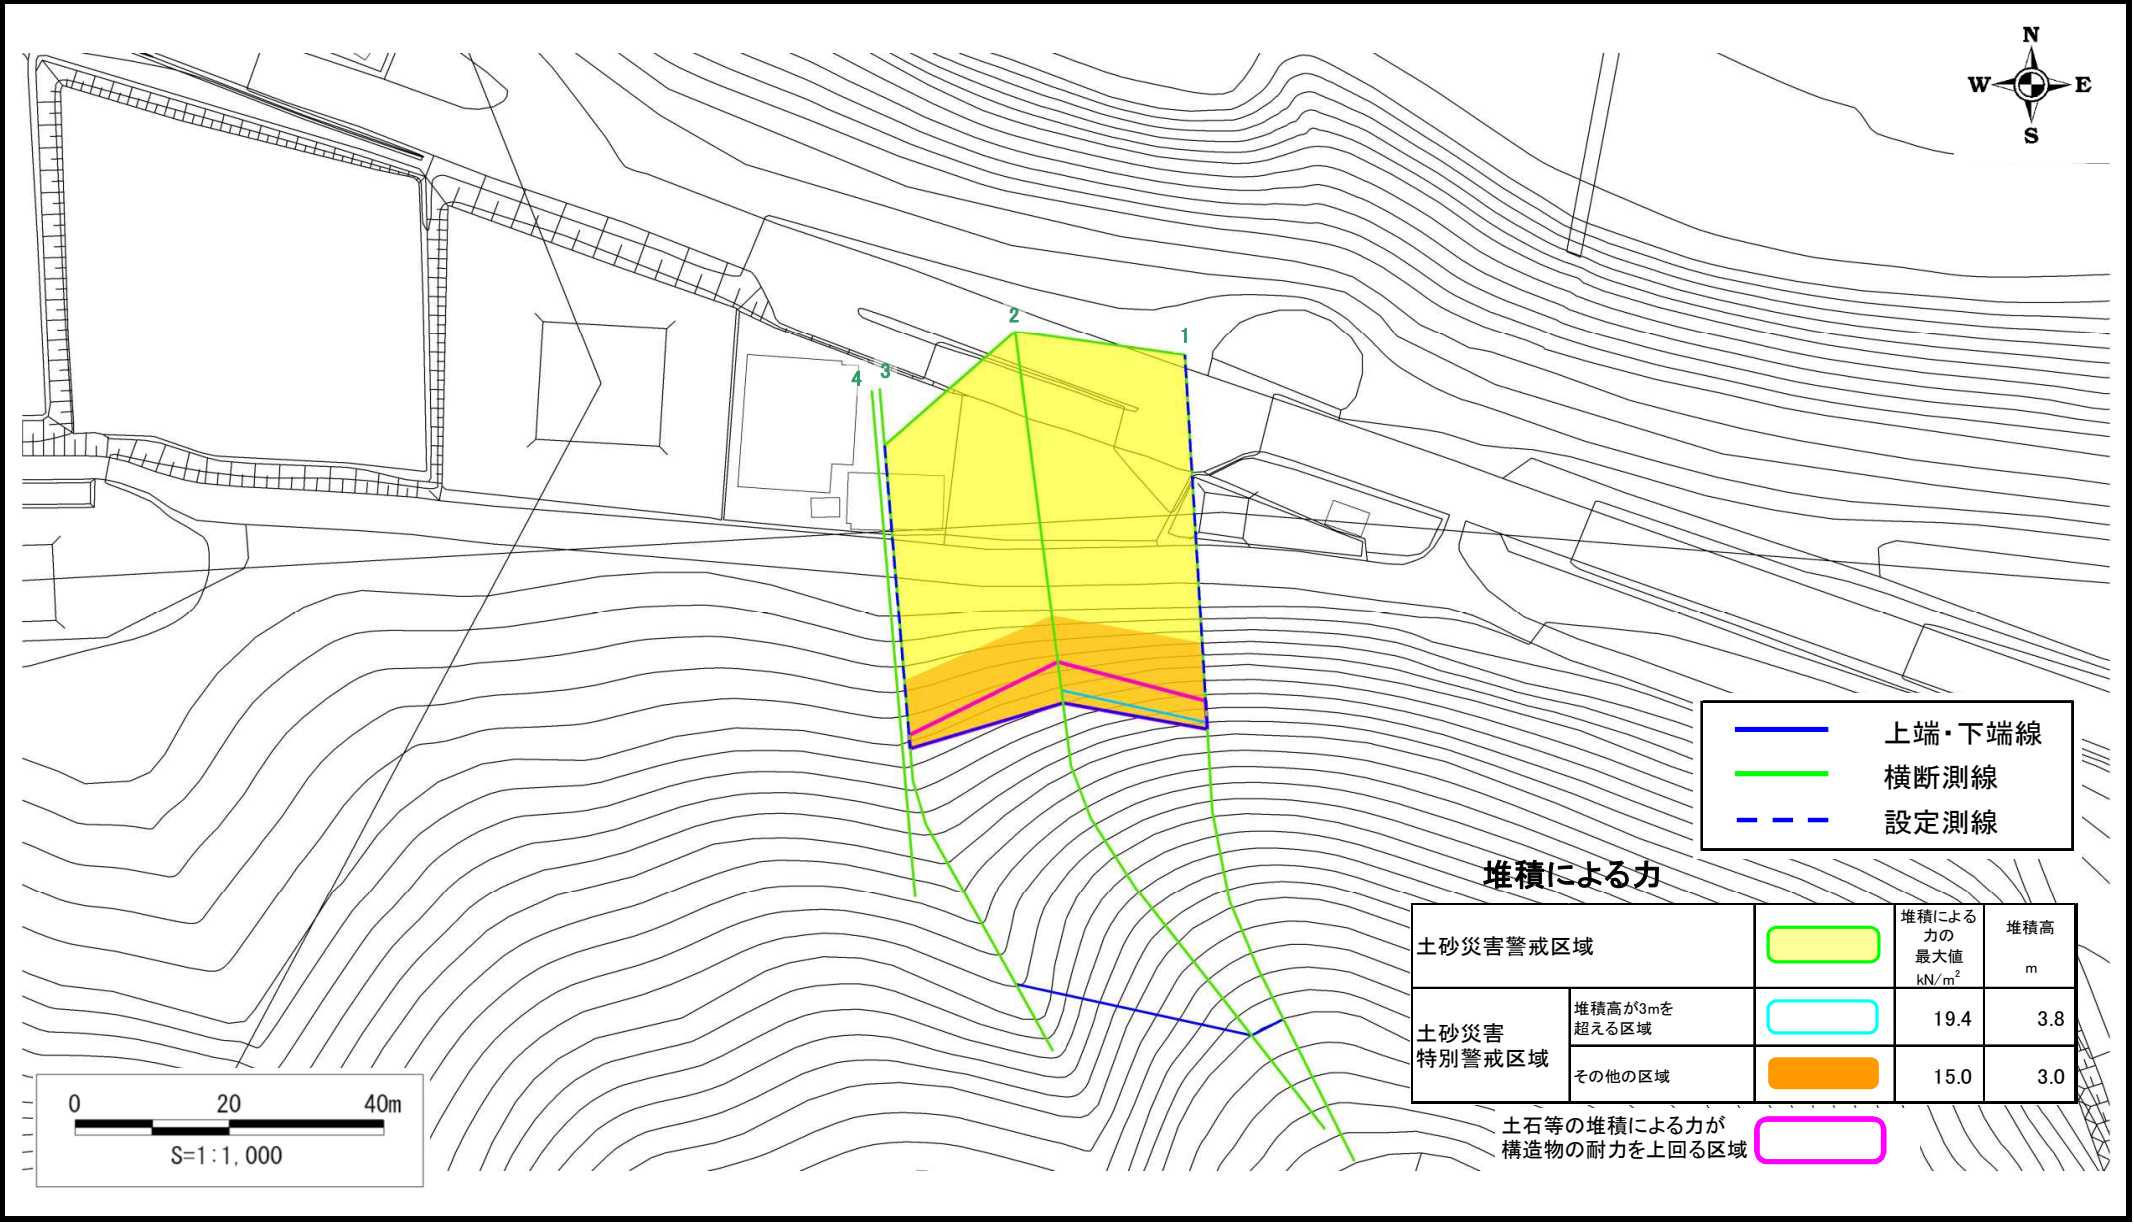 N
W E
S
2
1
4 3
上端・下端線
横断測線
設定測線
堆積による力
土砂災害警戒区域
堆積による
力の
最大値
kN/m²
堆積高
m
土砂災害
特別警戒区域
堆積高が3mを
超える区域
19.4 3.8
その他の区域
15.0 3.0
土石等の堆積による力が
構造物の耐力を上回る区域
0 20 40m
S=1:1,000